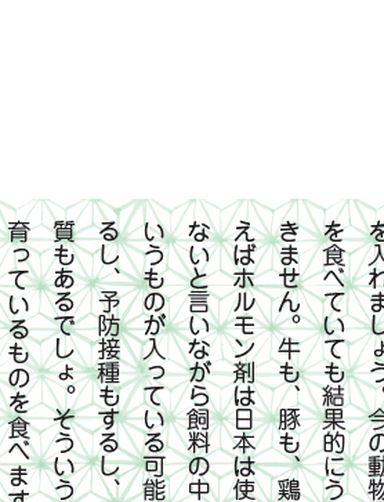 を入れましょう。今の動物
を食べていても結果的にう
きません。牛も、豚も、鶏
えばホルモン剤は日本は使
ないと言いながら飼料の中
いうものが入っている可能
るし、予防接種もするし、
質もあるでしょ。そういう
育っているものを食べます